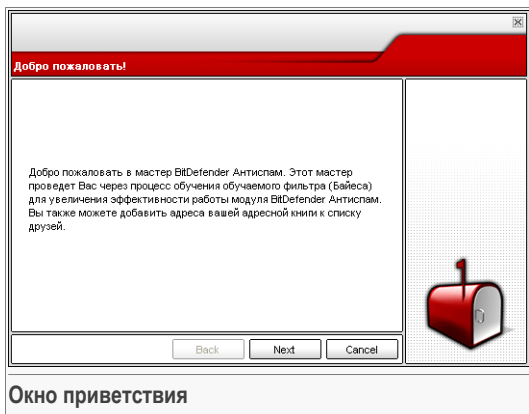 Добро пожаловать!
Добро пожаловать в мастер BitDefender Антиспам. Этот мастер
проведет Вас через процесс обучения обучаемого фильтра (Байеса)
для увеличения эффективности работы модуля BitDefender Антиспам.
Вы также можете добавить адреса вашей адресной книги к списку
друзей.
Back Next Cancel
Окно приветствия